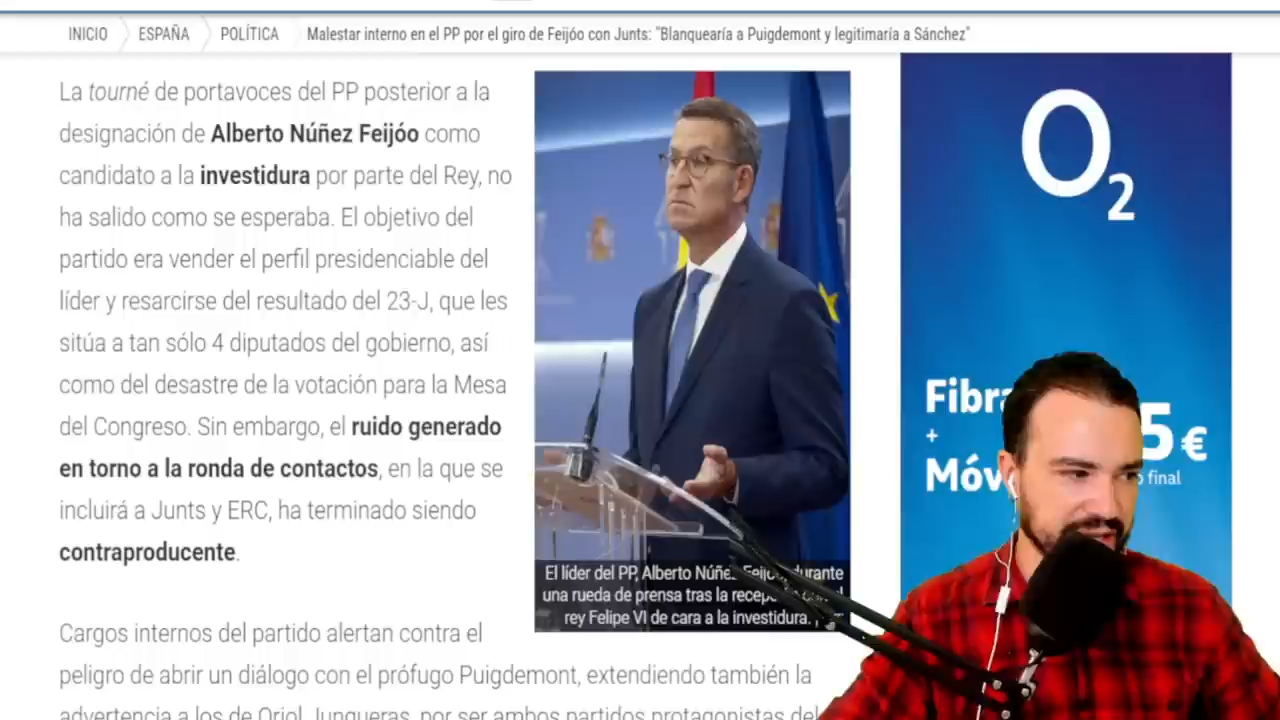 INICIO ESPAÑA POLÍTICA Malestar interno en el PP por el giro de Feijóo con Junts: "Blanquearía a Puigdemont y legitimaría a Sánchez"
La tourné de portavoces del PP posterior a la
designación de Alberto Núñez Feijóo como
candidato a la investidura por parte del Rey, no
ha salido como se esperaba. El objetivo del
partido era vender el perfil presidenciable del
líder y resarcirse del resultado del 23-J, que les
sitúa a tan sólo 4 diputados del gobierno, así
como del desastre de la votación para la Mesa
del Congreso. Sin embargo, el ruido generado
en torno a la ronda de contactos, en la que se
incluirá a Junts y ERC, ha terminado siendo
contraproducente.
Cargos internos del partido alertan contra el
peligro de abrir un diálogo con el prófugo Puigdemont, extendiendo también la
advertencia a los de Oriol Junqueras, por ser ambos partidos protagonistas del
El líder del PP, Alberto Núñez Feijóo, durante
una rueda de prensa tras la
rey Felipe VI de cara a la investidura.
O2
Fibra
+
5 €
final